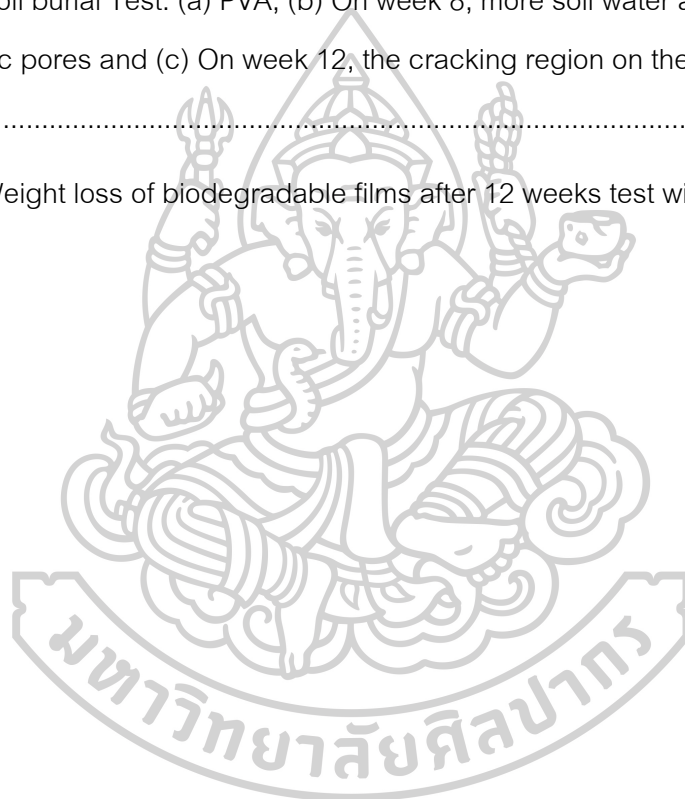 oil burial Test: (a) PVA, (b) On week 8, more soil water a
c pores and (c) On week 12, the cracking region on the
................................................................................................
Weight loss of biodegradable films after 12 weeks test wi
มหาวิทยาลัยศิลปากร